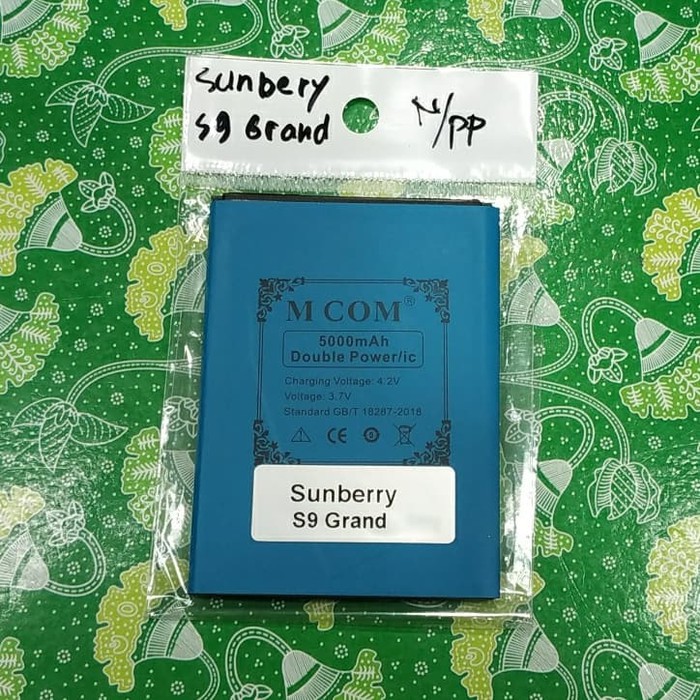 Sunbery
S9 Grand
N/PP
M COM®
5000mAh
Double Power/ic
Charging Voltage: 4.2V
Voltage: 3.7V
Standard GB/T 18287-2018
CE
Sunberry
S9 Grand